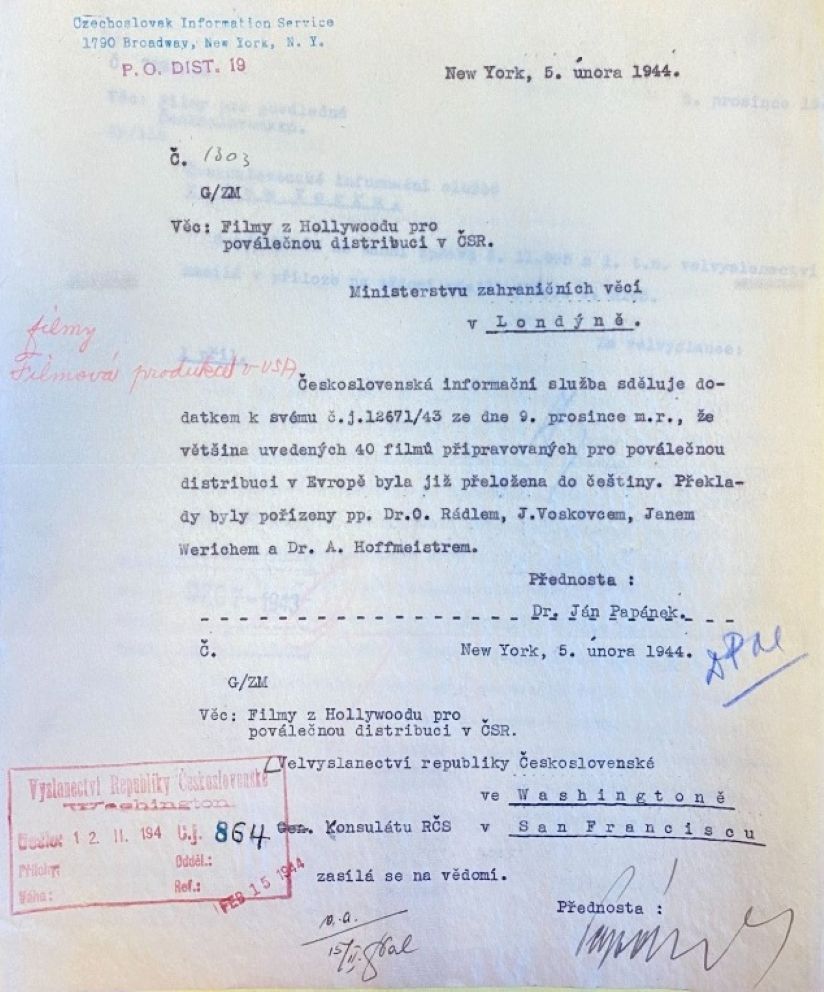 Czechoslovak Information Service
1790 Broadway, New York, N. Y.
P.O. DIST. 19
New York, 5. února 1944.
Č. 1303
G/ZM
Věc: Filmy z Hollywoodu pro
poválečnou distribuci v ČSR.
Ministerstvu zahraničních věcí
v Londýně.
filmy
Filmová produkce v USA
Československá informační služba sděluje do-
datkem k svému č.j.12671/43 ze dne 9. prosince m.r., že
většina uvedených 40 filmů připravovaných pro poválečnou
distribuci v Evropě byla již přeložena do češtiny. Překla-
dy byly pořízeny pp. Dr.O. Rádlem, J.Voskovcem, Janem
Werichem a Dr. A. Hoffmeistrem.
Přednosta :
Dr. Ján Papánek.
Č.
New York, 5. února 1944.
G/ZM
Věc: Filmy z Hollywoodu pro
poválečnou distribuci v ČSR.
Velvyslanectví republiky Československé
ve Washingtoně
Gen. Konsulátu RČS v San Franciscu
zasílá se na vědomí.
Přednosta :
Vyslanectví Republiky Československé
Washington
Došlo: 12 II. 194 Č.j. 864
Přílohy: Odděl.:
Váha: Ref.:
FEB 15 1944